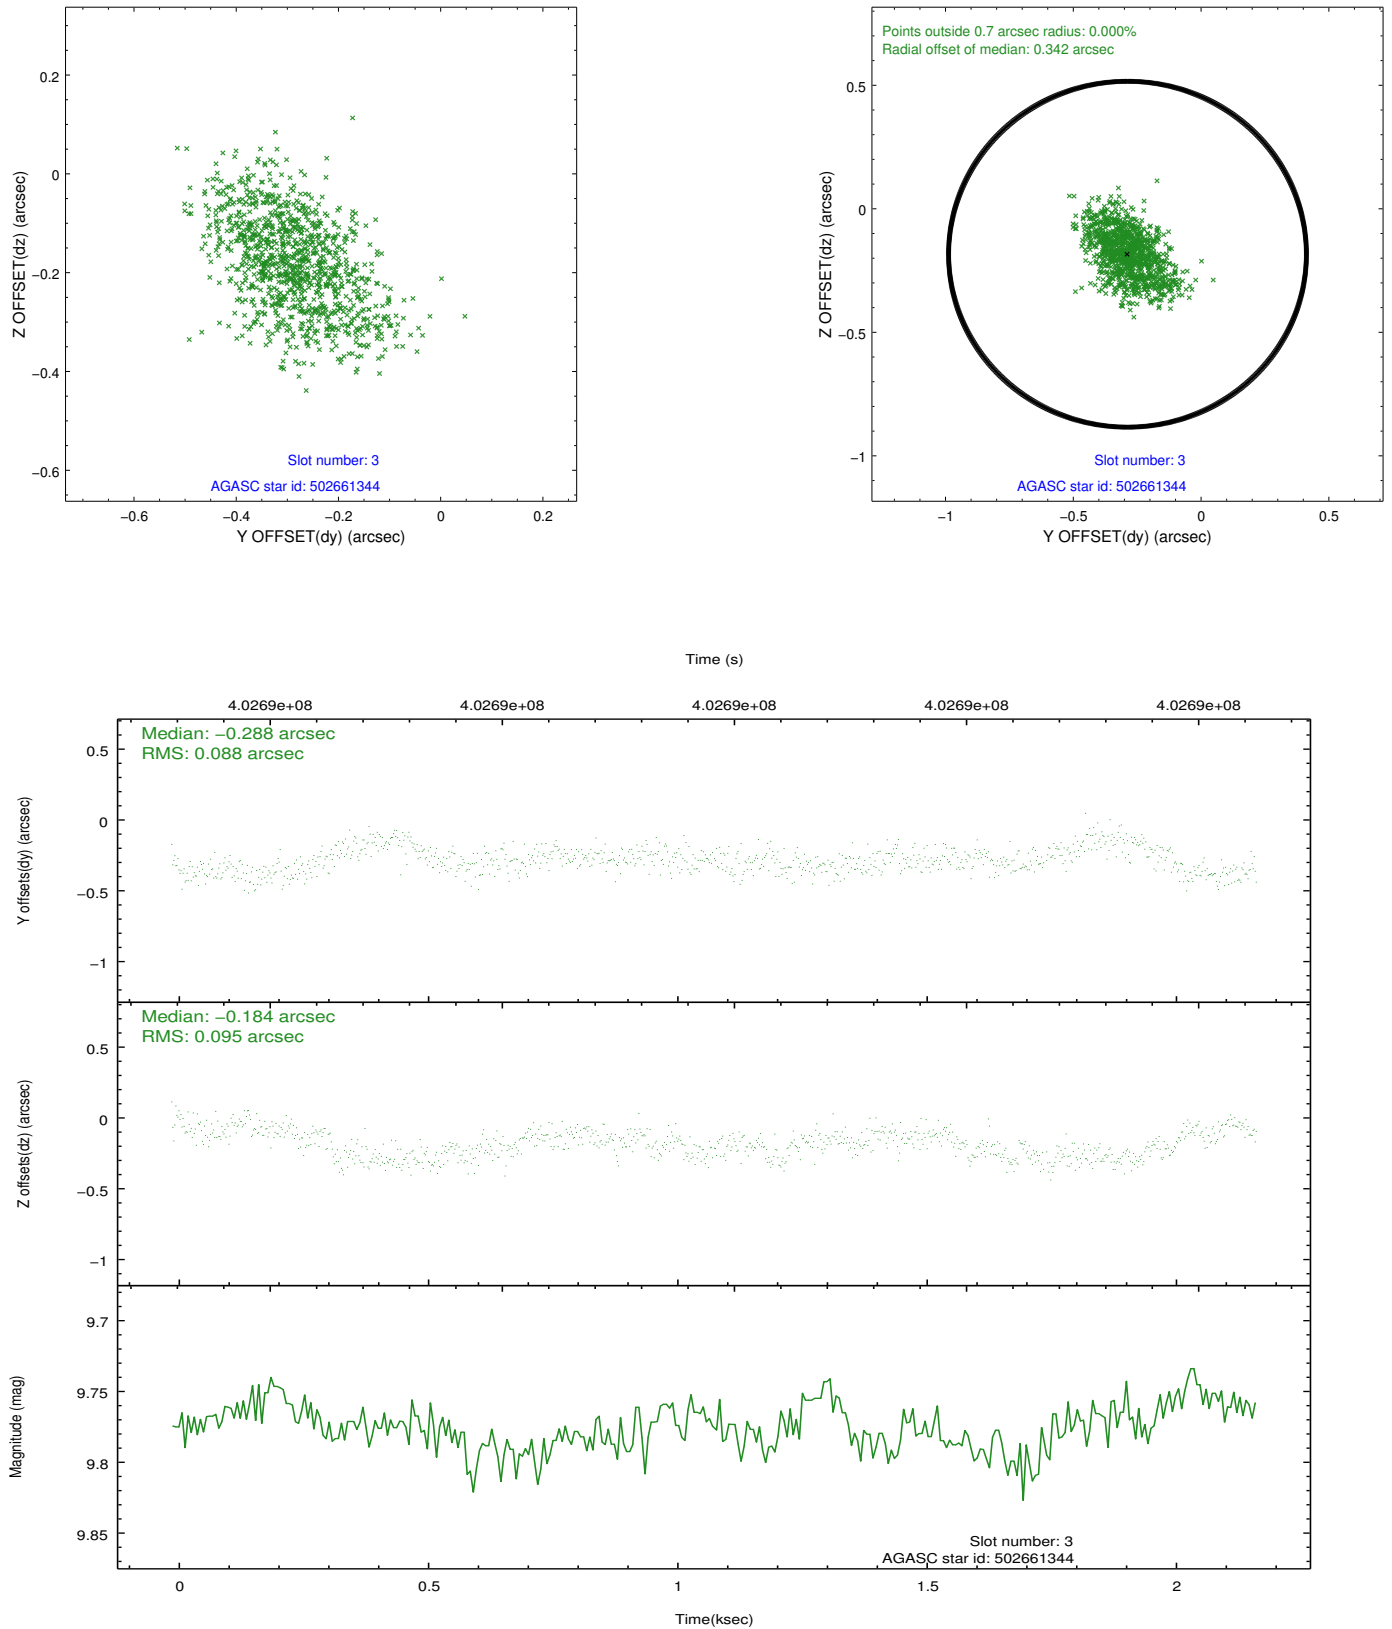 0.2
0
−0.2
−0.4
−0.6
Z OFFSET(dz) (arcsec)
Slot number: 3
AGASC star id: 502661344
−0.6
−0.4
−0.2
0
0.2
Y OFFSET(dy) (arcsec)
Points outside 0.7 arcsec radius: 0.000%
Radial offset of median: 0.342 arcsec
0.5
0
−0.5
−1
Z OFFSET(dz) (arcsec)
Slot number: 3
AGASC star id: 502661344
−1
−0.5
0
0.5
Y OFFSET(dy) (arcsec)
Time (s)
4.0269e+08
4.0269e+08
4.0269e+08
4.0269e+08
4.0269e+08
Median: −0.288 arcsec
RMS: 0.088 arcsec
0.5
0
−0.5
−1
Y offsets(dy) (arcsec)
Median: −0.184 arcsec
RMS: 0.095 arcsec
0.5
0
−0.5
−1
Z offsets(dz) (arcsec)
9.7
9.75
9.8
9.85
Magnitude (mag)
Slot number: 3
AGASC star id: 502661344
0
0.5
1
1.5
2
Time(ksec)